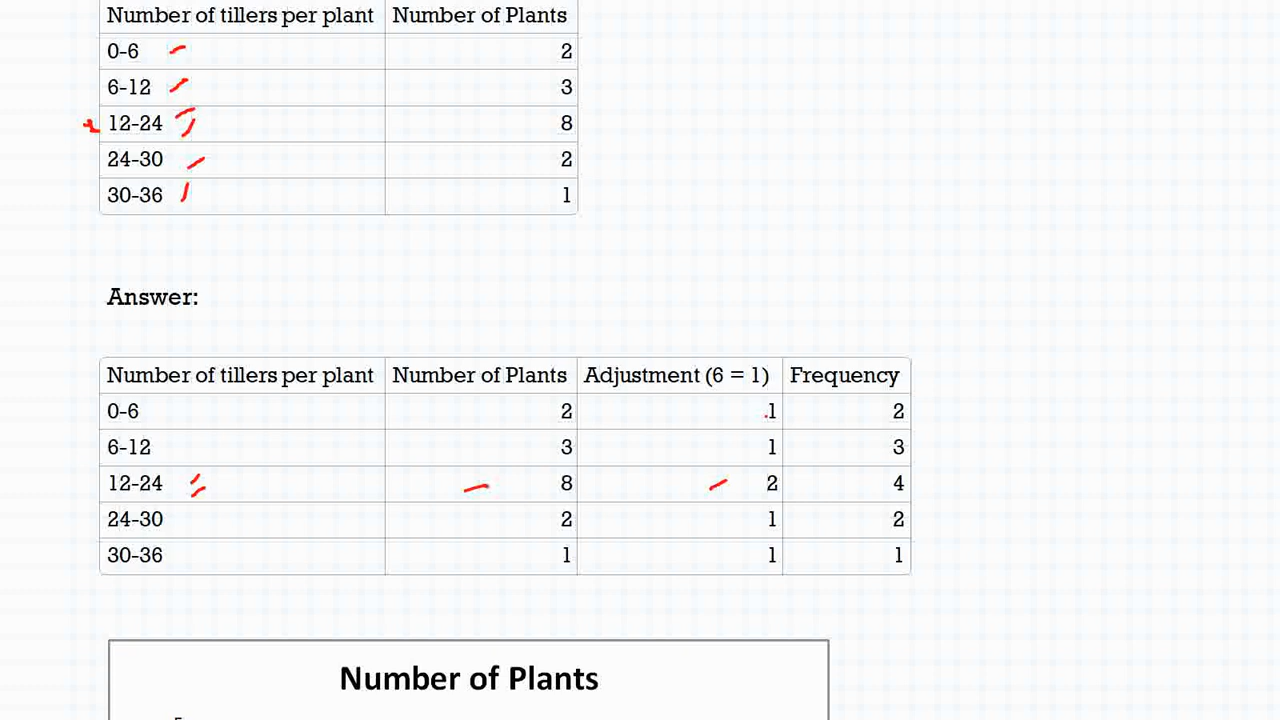 Number of tillers per plant Number of Plants
0-6 2
6-12 3
12-24 8
24-30 2
30-36 1
Answer:
Number of tillers per plant Number of Plants Adjustment (6 = 1) Frequency
0-6 2 1 2
6-12 3 1 3
12-24 8 2 4
24-30 2 1 2
30-36 1 1 1
Number of Plants